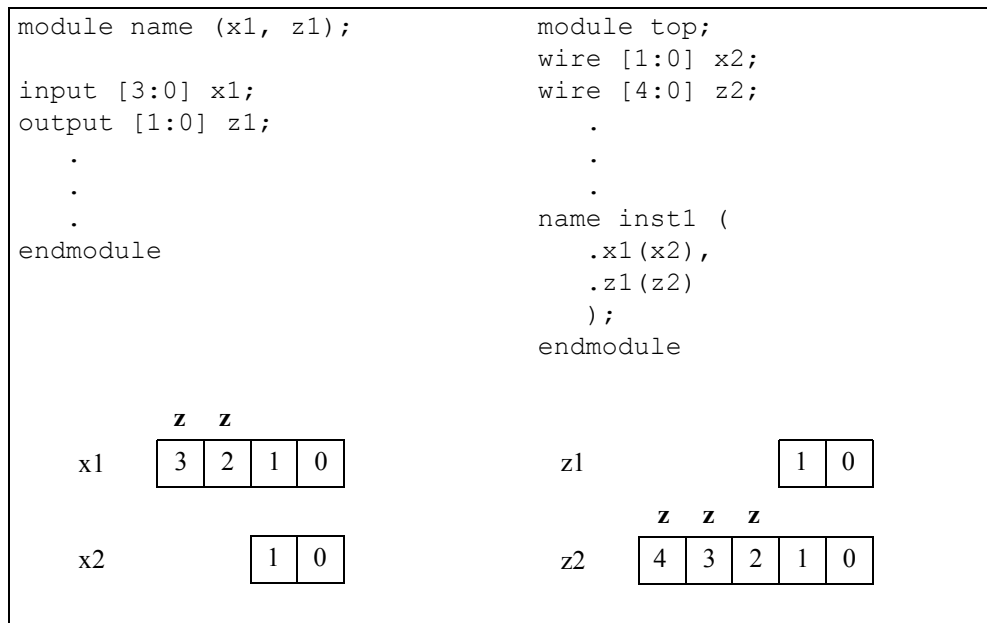 module name (x1, z1);
input [3:0] x1;
output [1:0] z1;
.
.
.
endmodule
module top;
wire [1:0] x2;
wire [4:0] z2;
.
.
.
name inst1 (
.x1(x2),
.z1(z2)
);
endmodule
z z
x1 3 2 1 0
x2 1 0
z1 1 0
z z z
z2 4 3 2 1 0